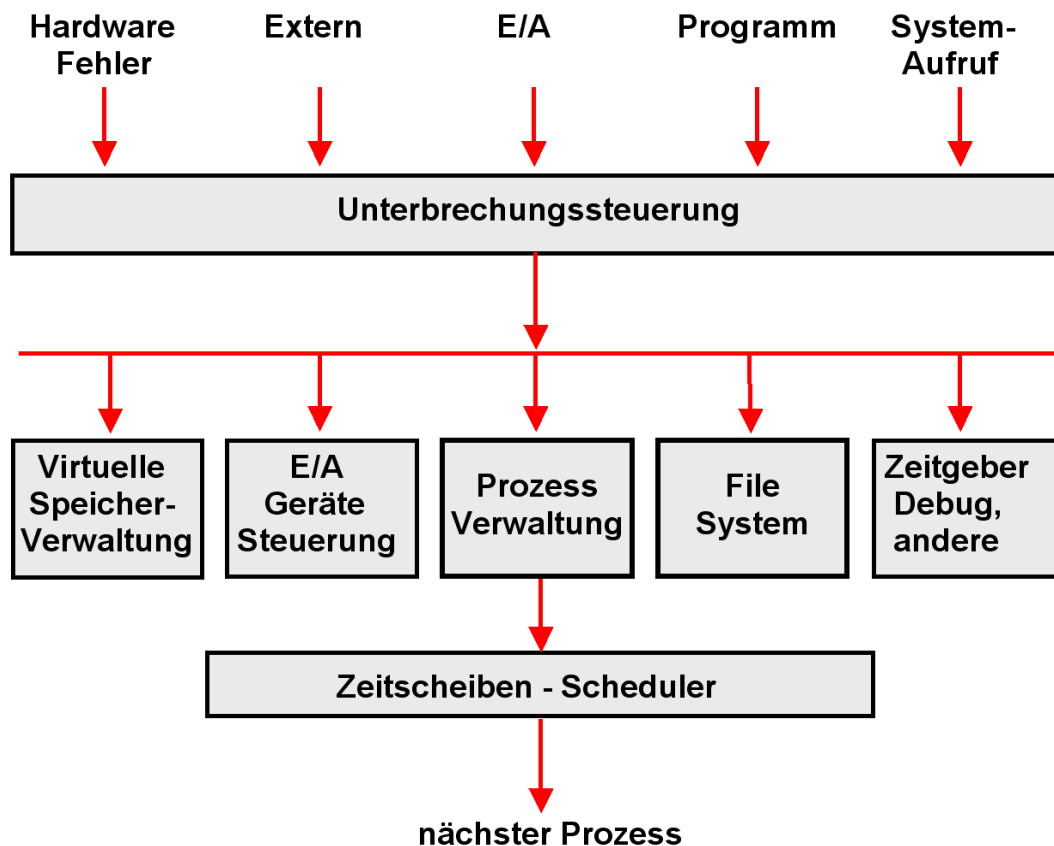 Hardware
Fehler
Extern
E/A
Programm
System-
Aufruf
Unterbrechungssteuerung
Virtuelle
Speicher-
Verwaltung
E/A
Geräte
Steuerung
Prozess
Verwaltung
File
System
Zeitgeber
Debug,
andere
Zeitscheiben - Scheduler
nächster Prozess